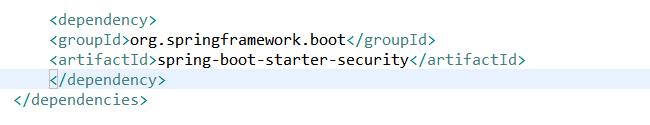 <dependency>
<groupId>org.springframework.boot</groupId>
<artifactId>spring-boot-starter-security</artifactId>
</dependency>
</dependencies>